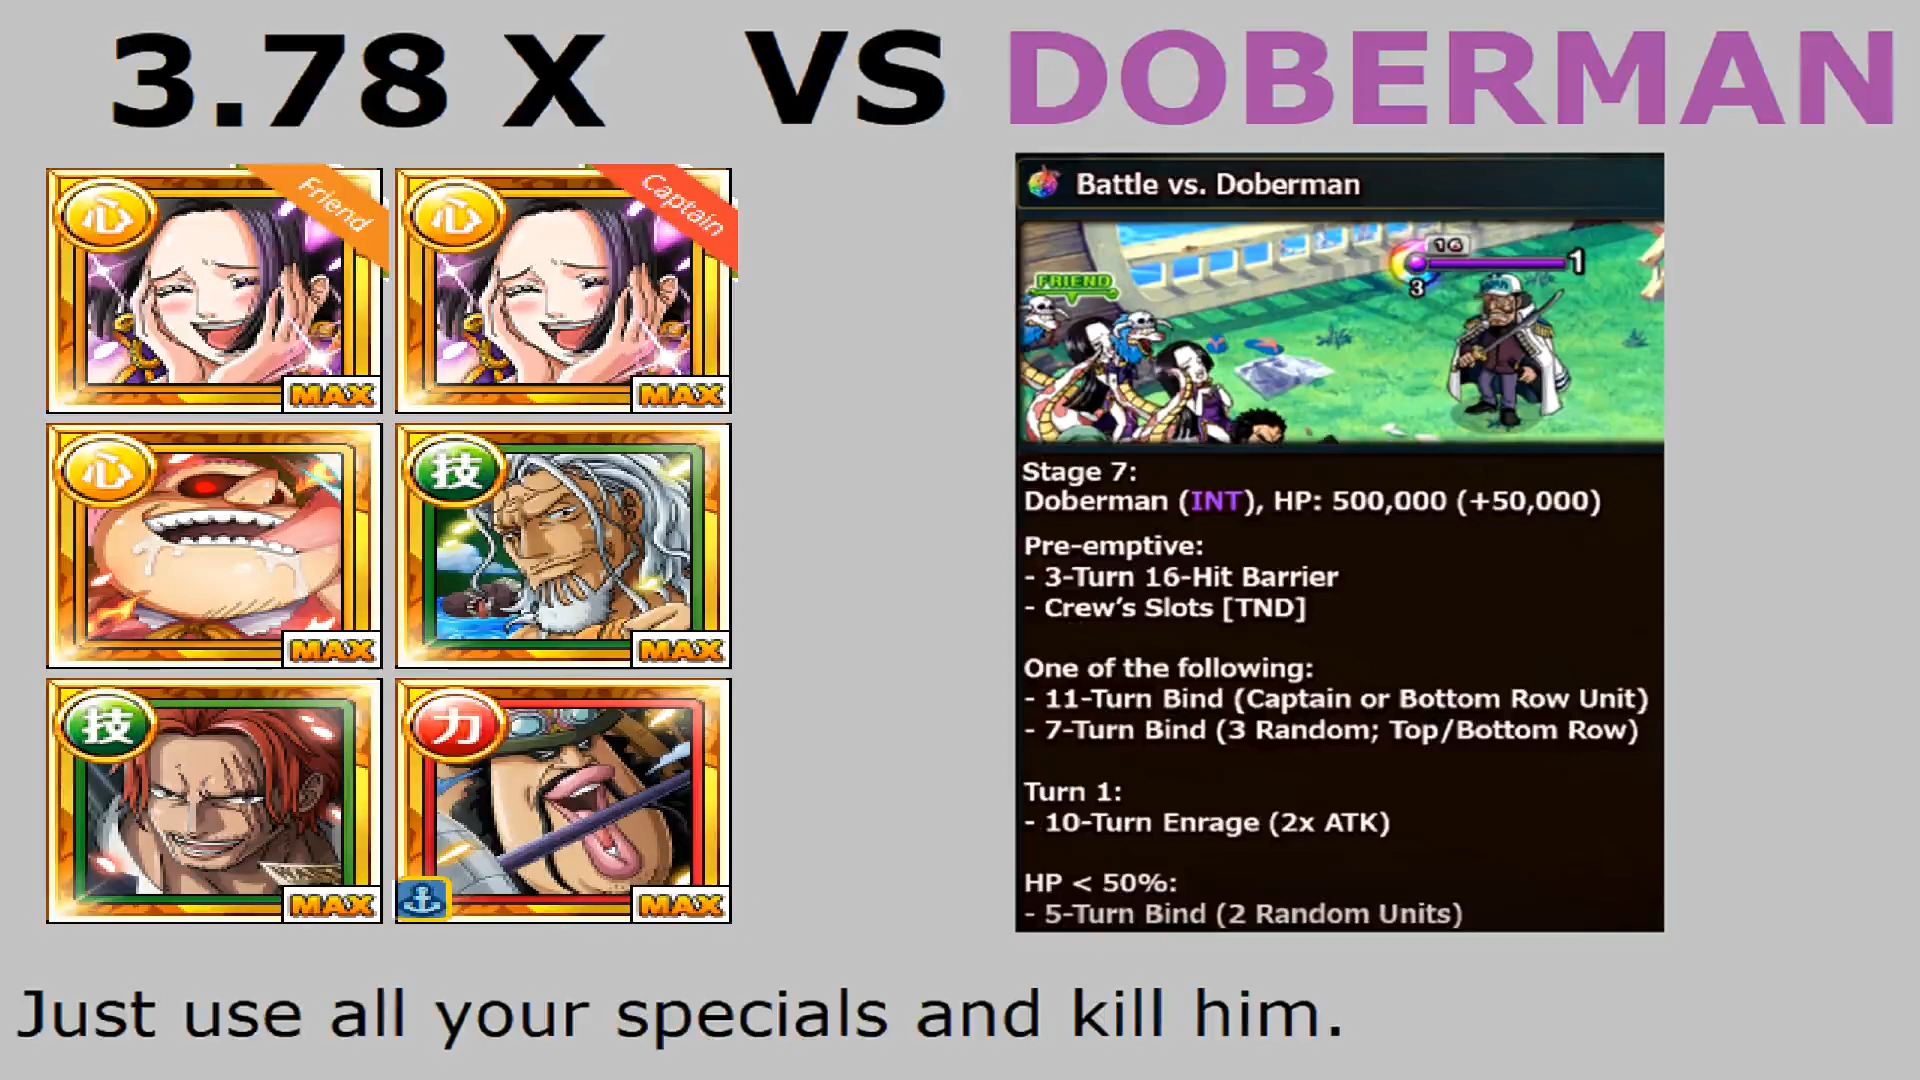 3.78 X VS DOBERMAN
Friend
Captain
心
心
MAX
MAX
心
技
MAX
MAX
技
力
MAX
MAX
Battle vs. Doberman
16
1
3
FRIEND
Stage 7:
Doberman (INT), HP: 500,000 (+50,000)
Pre-emptive:
- 3-Turn 16-Hit Barrier
- Crew’s Slots [TND]
One of the following:
- 11-Turn Bind (Captain or Bottom Row Unit)
- 7-Turn Bind (3 Random; Top/Bottom Row)
Turn 1:
- 10-Turn Enrage (2x ATK)
HP < 50%:
- 5-Turn Bind (2 Random Units)
Just use all your specials and kill him.